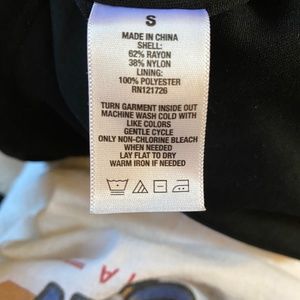 S
MADE IN CHINA
SHELL:
62% RAYON
38% NYLON
LINING:
100% POLYESTER
RN121726
TURN GARMENT INSIDE OUT
MACHINE WASH COLD WITH
LIKE COLORS
GENTLE CYCLE
ONLY NON-CHLORINE BLEACH
WHEN NEEDED
LAY FLAT TO DRY
WARM IRON IF NEEDED